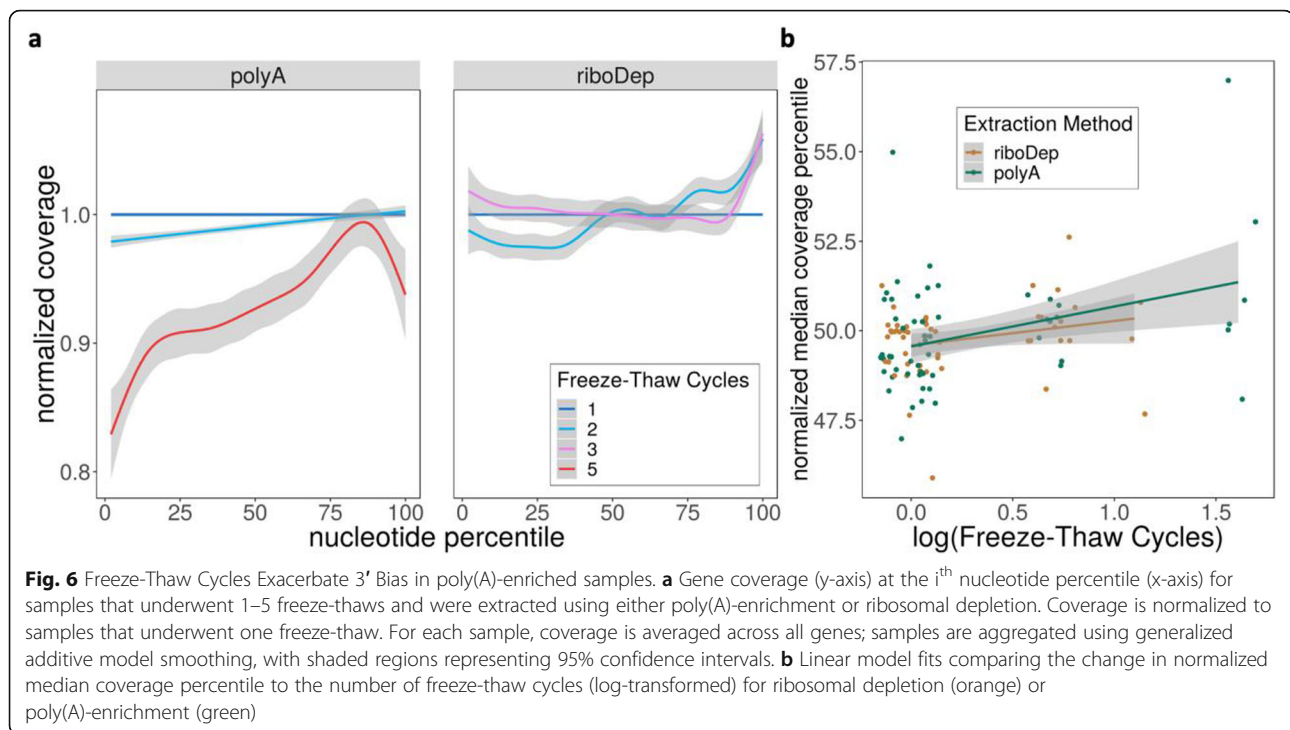 a
polyA
riboDep
normalized coverage
1.0
0.9
0.8
Freeze-Thaw Cycles
1
2
3
5
0 25 50 75 100
0 25 50 75 100
nucleotide percentile
b
normalized median coverage percentile
57.5
55.0
52.5
50.0
47.5
Extraction Method
riboDep
polyA
0.0 0.5 1.0 1.5
log(Freeze-Thaw Cycles)
Fig. 6 Freeze-Thaw Cycles Exacerbate 3′ Bias in poly(A)-enriched samples. a Gene coverage (y-axis) at the ith nucleotide percentile (x-axis) for
samples that underwent 1–5 freeze-thaws and were extracted using either poly(A)-enrichment or ribosomal depletion. Coverage is normalized to
samples that underwent one freeze-thaw. For each sample, coverage is averaged across all genes; samples are aggregated using generalized
additive model smoothing, with shaded regions representing 95% confidence intervals. b Linear model fits comparing the change in normalized
median coverage percentile to the number of freeze-thaw cycles (log-transformed) for ribosomal depletion (orange) or
poly(A)-enrichment (green)